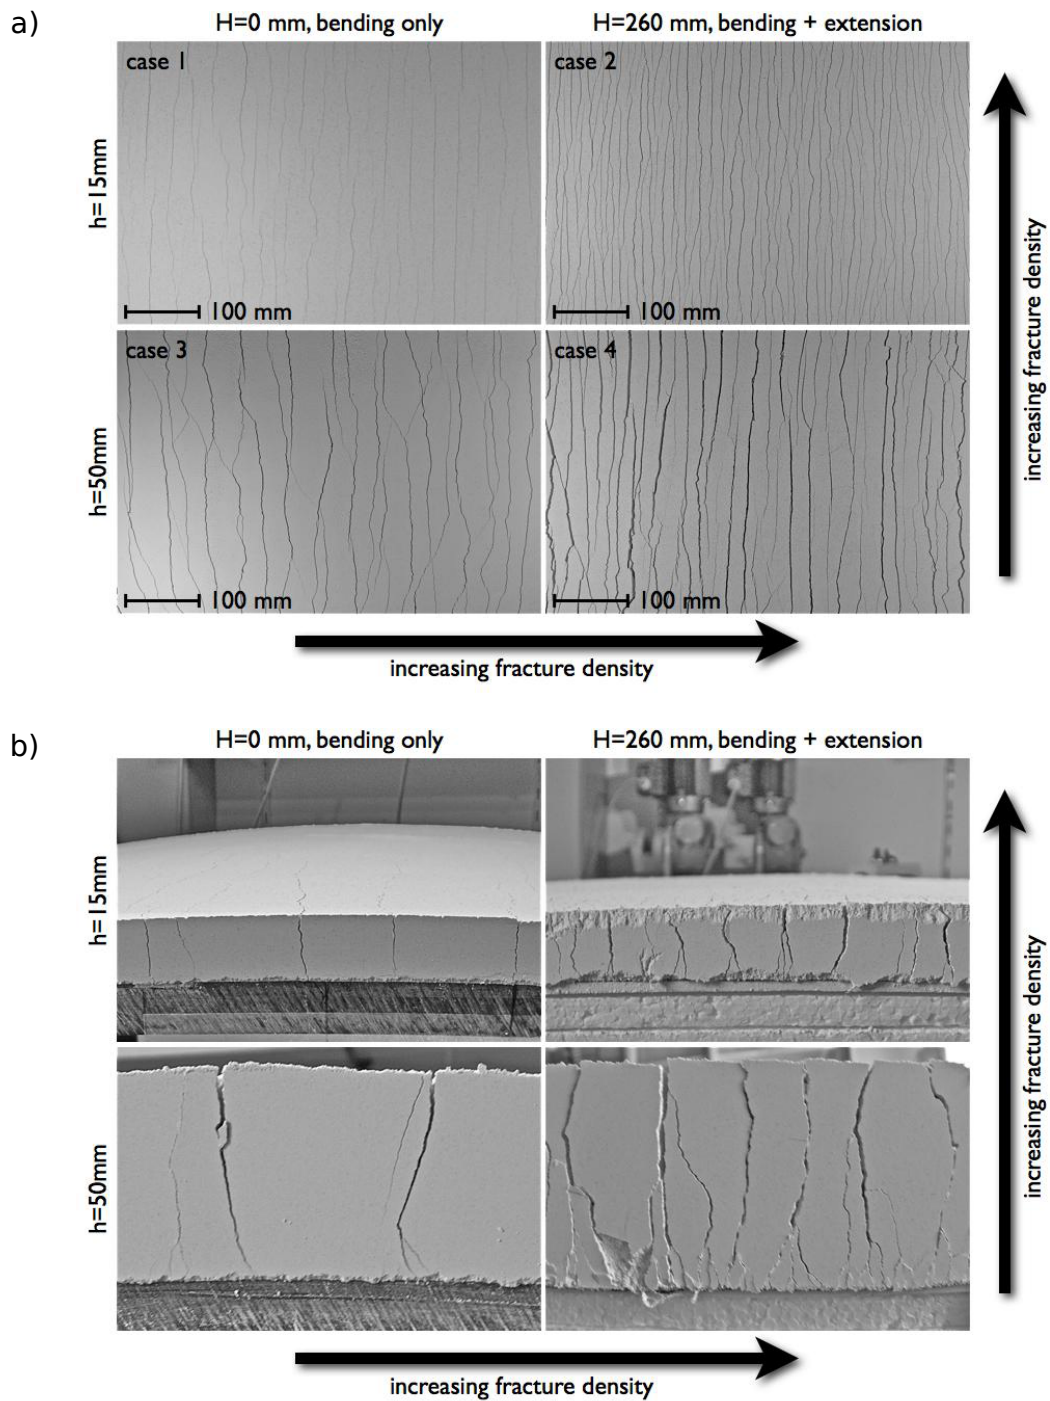 a)
H=0 mm, bending only
H=260 mm, bending + extension
case 1
case 2
h=15mm
100 mm
100 mm
case 3
case 4
h=50mm
100 mm
100 mm
increasing fracture density
increasing fracture density
b)
H=0 mm, bending only
H=260 mm, bending + extension
h=15mm
h=50mm
increasing fracture density
increasing fracture density